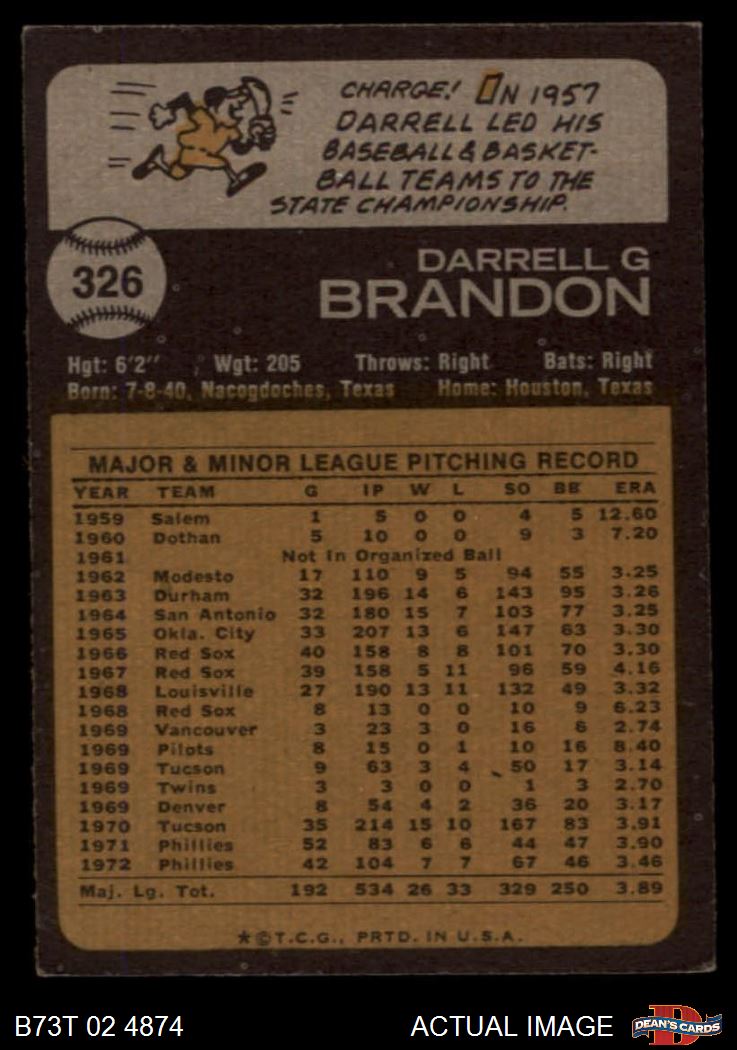 CHARGE! IN 1957
DARRELL LED HIS
BASEBALL & BASKET-
BALL TEAMS TO THE
STATE CHAMPIONSHIP.
326
DARRELL G
BRANDON
Hgt: 6'2" Wgt: 205 Throws: Right Bats: Right
Born: 7-8-40, Nacogdoches, Texas Home: Houston, Texas
MAJOR & MINOR LEAGUE PITCHING RECORD
YEAR TEAM G IP W L SO BB ERA
1959 Salem 1 5 0 0 4 5 12.60
1960 Dothan 5 10 0 0 9 3 7.20
1961 Not In Organized Ball
1962 Modesto 17 110 9 5 94 55 3.25
1963 Durham 32 196 14 6 143 95 3.26
1964 San Antonio 32 180 15 7 103 77 3.25
1965 Okla. City 33 207 13 6 147 63 3.30
1966 Red Sox 40 158 8 8 101 70 3.30
1967 Red Sox 39 158 5 11 96 59 4.16
1968 Louisville 27 190 13 11 132 49 3.32
1968 Red Sox 8 13 0 0 10 9 6.23
1969 Vancouver 3 23 3 0 16 6 2.74
1969 Pilots 8 15 0 1 10 16 8.40
1969 Tucson 9 63 3 4 50 17 3.14
1969 Twins 3 3 0 0 1 3 2.70
1969 Denver 8 54 4 2 36 20 3.17
1970 Tucson 35 214 15 10 167 83 3.91
1971 Phillies 52 83 6 6 44 47 3.90
1972 Phillies 42 104 7 7 67 46 3.46
Maj. Lg. Tot. 192 534 26 33 329 250 3.89
★©T.C.G., PRTD. IN U.S.A.
B73T 02 4874 ACTUAL IMAGE
D
DEAN'S CARDS